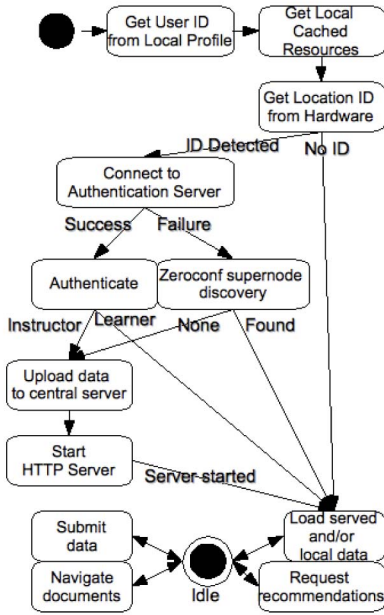 Get User ID
from Local Profile
Get Local
Cached
Resources
Get Location ID
from Hardware
ID Detected
No ID
Connect to
Authentication Server
Success
Failure
Authenticate
Zeroconf supernode
discovery
Instructor
Learner
None
Found
Upload data
to central server
Start
HTTP Server
Server started
Submit
data
Load served
and/or
local data
Navigate
documents
Idle
Request
recommendations